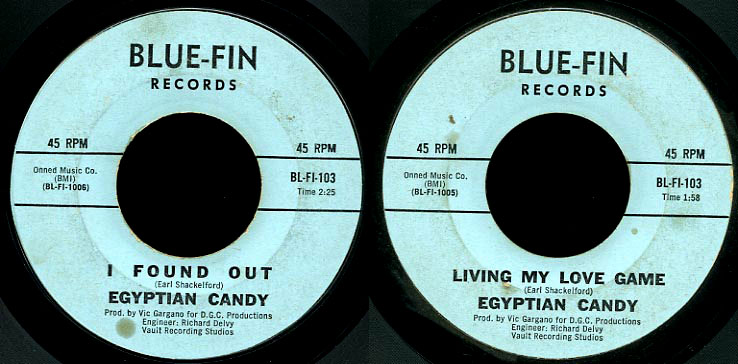 BLUE-FIN
RECORDS
45 RPM
45 RPM
Onned Music Co.
(BMI)
(BL-FI-1006)
BL-FI-103
Time 2:25
I FOUND OUT
(Earl Shackelford)
EGYPTIAN CANDY
Prod. by Vic Gargano for D.G.C. Productions
Engineer: Richard Delvy
Vault Recording Studios
BLUE-FIN
RECORDS
45 RPM
45 RPM
Onned Music Co.
(BMI)
(BL-FI-1005)
BL-FI-103
Time 1:58
LIVING MY LOVE GAME
(Earl Shackelford)
EGYPTIAN CANDY
Prod. by Vic Gargano for D.G.C. Productions
Engineer: Richard Delvy
Vault Recording Studios